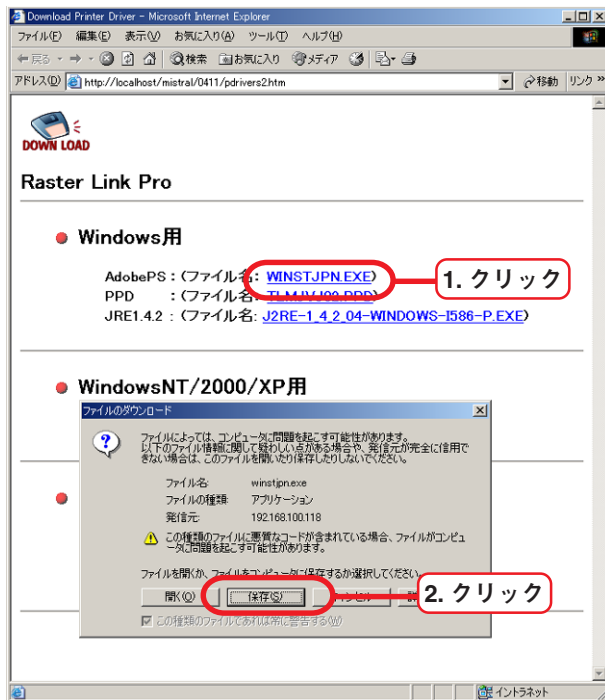 Download Printer Driver - Microsoft Internet Explorer
ファイル(F) 編集(E) 表示(V) お気に入り(A) ツール(T) ヘルプ(H)
戻る 検索 お気に入り メディア
アドレス(D) http://localhost/mistral/0411/pdrivers2.htm 移動 リンク »
DOWN LOAD
Raster Link Pro
Windows用
AdobePS : (ファイル名: WINSTJPN.EXE)
1. クリック
PPD : (ファイル名:
JRE1.4.2 : (ファイル名: J2RE-1_4_2_04-WINDOWS-I586-P.EXE)
WindowsNT/2000/XP用
ファイルのダウンロード
ファイルによっては、コンピュータに問題を起こす可能性があります。
以下のファイル情報に関して疑わしい点がある場合や、発信元が完全に信用で
きない場合は、このファイルを開いたり保存したりしないでください。
ファイル名: winstjpn.exe
ファイルの種類: アプリケーション
発信元: 192.168.100.118
この種類のファイルに悪質なコードが含まれている場合、ファイルがコンピュ
ータに問題を起こす可能性があります。
ファイルを開くか、ファイルをコンピュータに保存するか選択してください。
開く(O) 保存(S)
2. クリック
この種類のファイルであれば常に警告する(W)
イントラネット